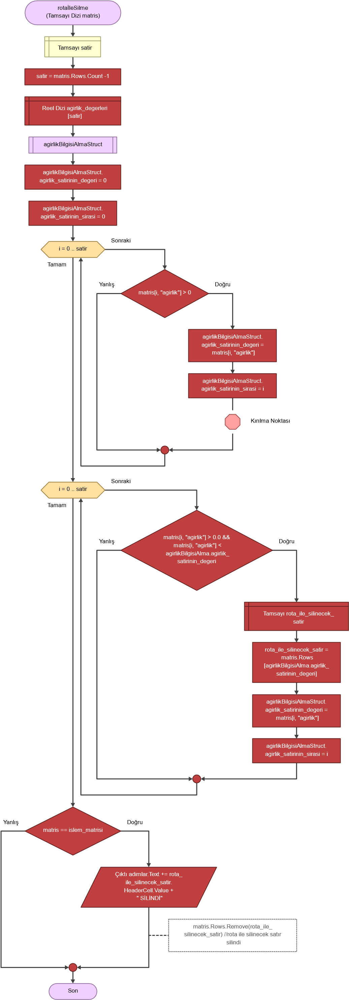 rotaİleSilme
(Tamsayı Dizi matris)
Tamsayı satir
satir = matris.Rows.Count -1
Reel Dizi agirlik_degerleri
[satir]
agirlikBilgisiAlmaStruct
agirlikBilgisiAlmaStruct.
agirlik_satirinin_degeri = 0
agirlikBilgisiAlmaStruct.
agirlik_satirinin_sirasi = 0
i = 0 .. satir
Sonraki
Tamam
matris[i, "agirlik"] > 0
Yanlış
Doğru
agirlikBilgisiAlmaStruct.
agirlik_satirinin_degeri =
matris[i, "agirlik"]
agirlikBilgisiAlmaStruct.
agirlik_satirinin_sirasi = i
Kırılma Noktası
i = 0 .. satir
Sonraki
Tamam
matris[i, "agirlik"] > 0.0 &&
matris[i, "agirlik"] <
agirlikBilgisiAlma.agirlik_
satirinin_degeri
Yanlış
Doğru
Tamsayı rota_ile_silinecek_
satir
rota_ile_silinecek_satir =
matris.Rows
[agirlikBilgisiAlma.agirlik_
satirinin_degeri]
agirlikBilgisiAlmaStruct.
agirlik_satirinin_degeri =
matris[i, "agirlik"]
agirlikBilgisiAlmaStruct.
agirlik_satirinin_sirasi = i
Yanlış
Doğru
matris == islem_matrisi
Çıktı adimlar.Text += rota_
ile_silinecek_satir.
HeaderCell.Value +
" SİLİNDİ"
matris.Rows.Remove(rota_ile_
silinecek_satir) //rota ile silinecek satır
silindi
Son